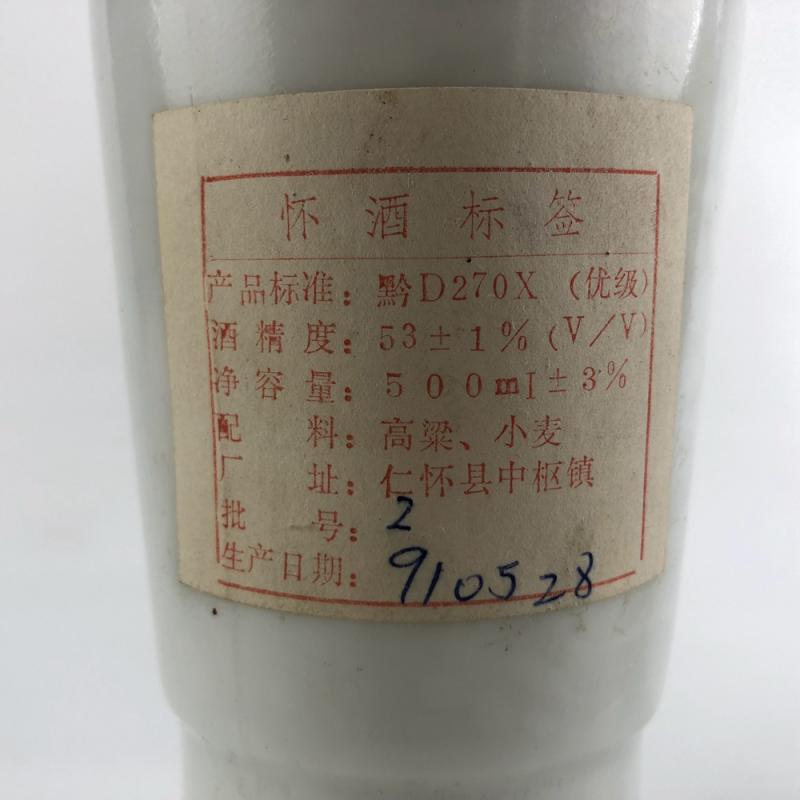 怀酒标签
产品标准：黔D270X（优级）
酒精度：53±1%(V/V)
净容量：500mI±3%
配料：高粱、小麦
厂址：仁怀县中枢镇
批号：2
生产日期：910528